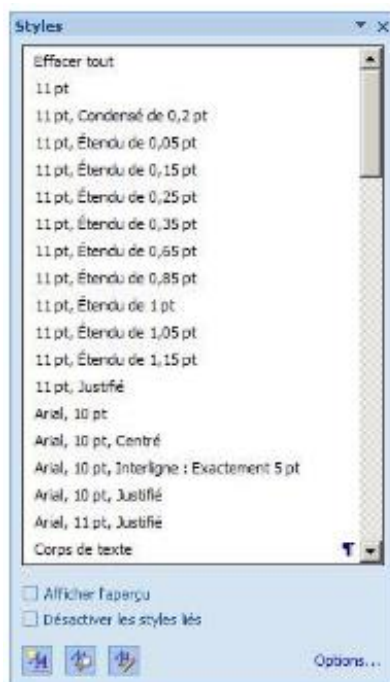 Styles
Effacer tout
11 pt
11 pt, Condensé de 0,2 pt
11 pt, Étendu de 0,05 pt
11 pt, Étendu de 0,15 pt
11 pt, Étendu de 0,25 pt
11 pt, Étendu de 0,35 pt
11 pt, Étendu de 0,65 pt
11 pt, Étendu de 0,85 pt
11 pt, Étendu de 1 pt
11 pt, Étendu de 1,05 pt
11 pt, Étendu de 1,15 pt
11 pt, Justifié
Arial, 10 pt
Arial, 10 pt, Centré
Arial, 10 pt, Interligne : Exactement 5 pt
Arial, 10 pt, Justifié
Arial, 11 pt, Justifié
Corps de texte ¶
Afficher l'aperçu
Désactiver les styles liés
Options...